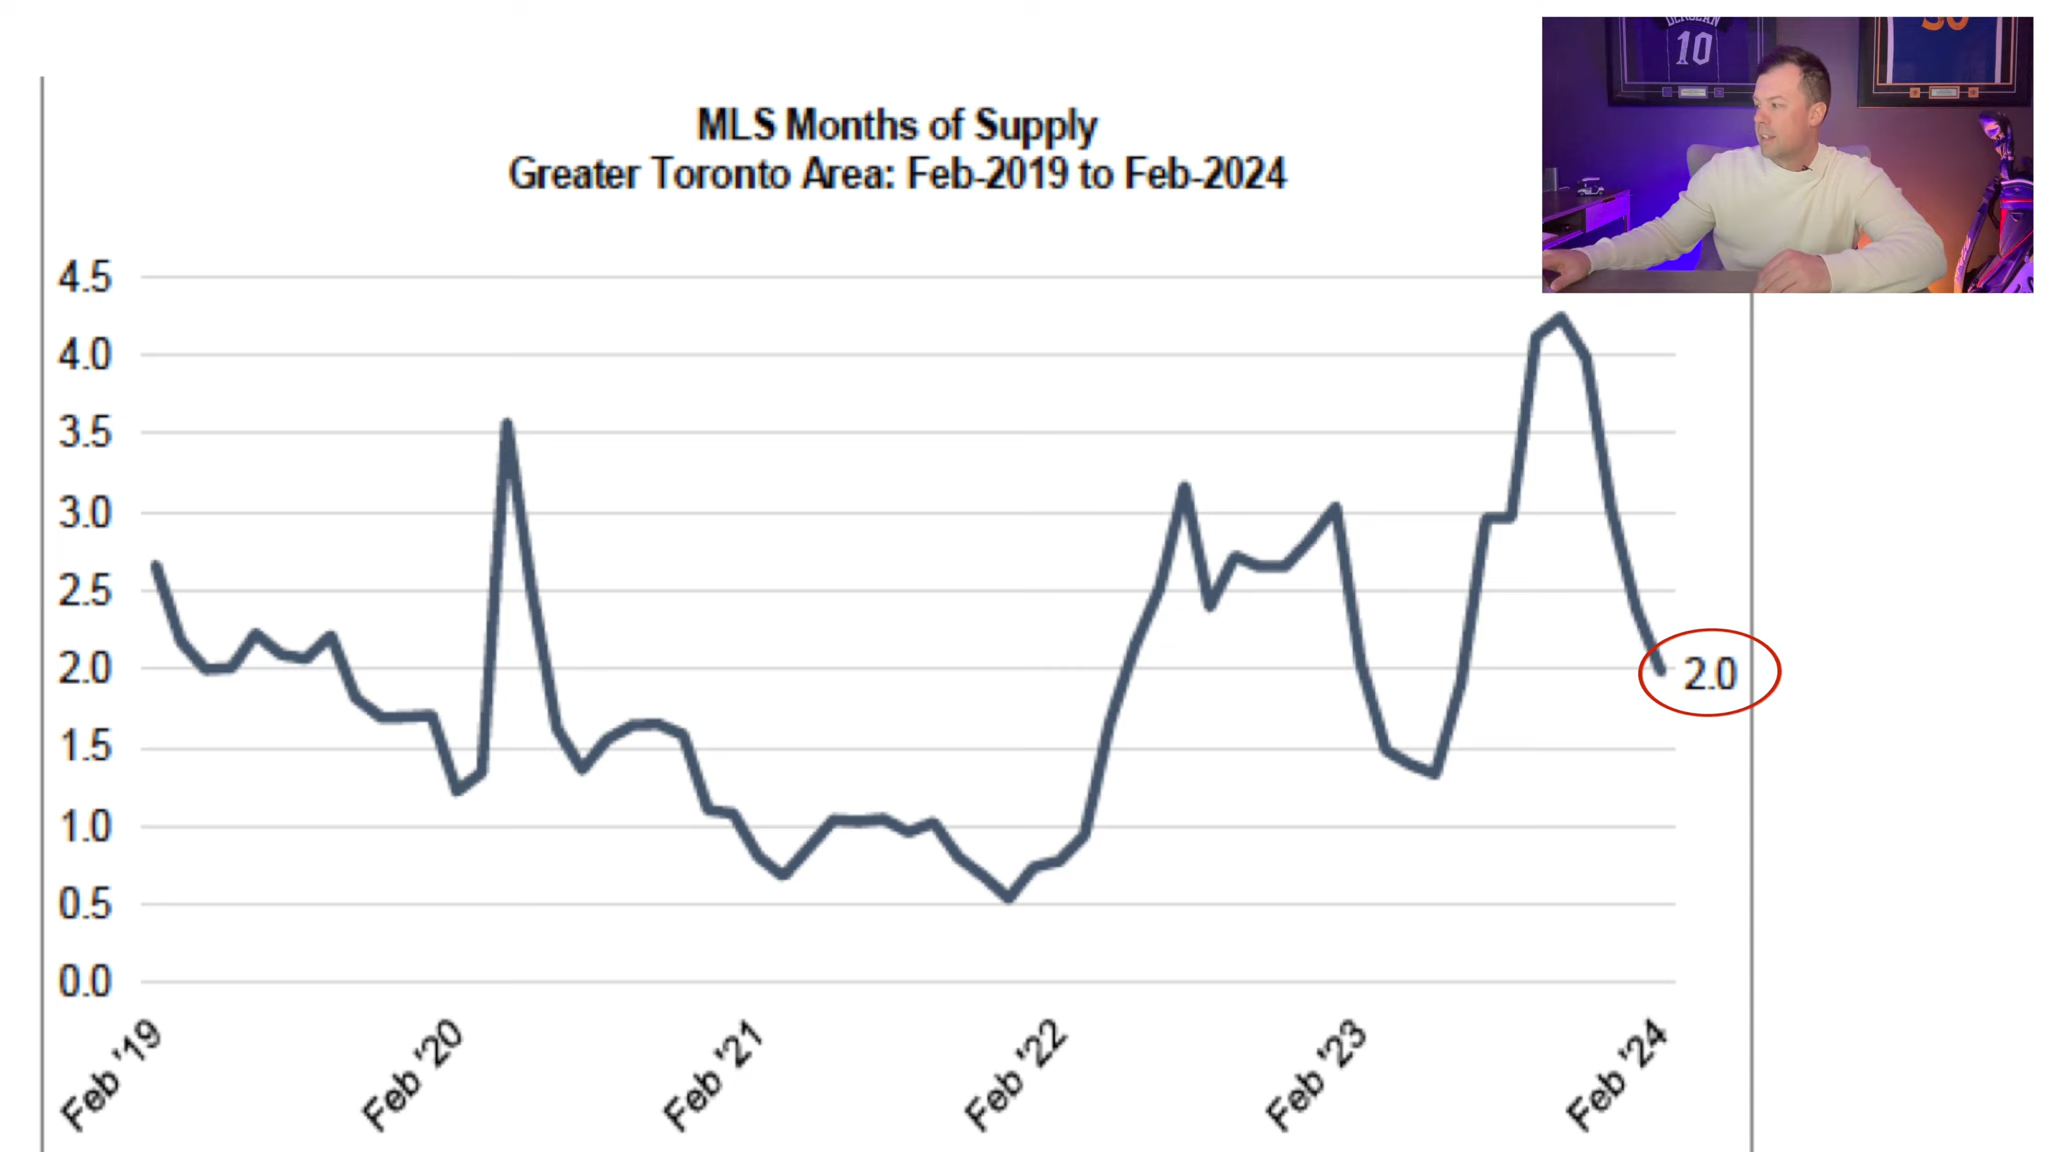 MLS Months of Supply
Greater Toronto Area: Feb-2019 to Feb-2024
4.5
4.0
3.5
3.0
2.5
2.0
1.5
1.0
0.5
0.0
2.0
Feb '19
Feb '20
Feb '21
Feb '22
Feb '23
Feb '24
10